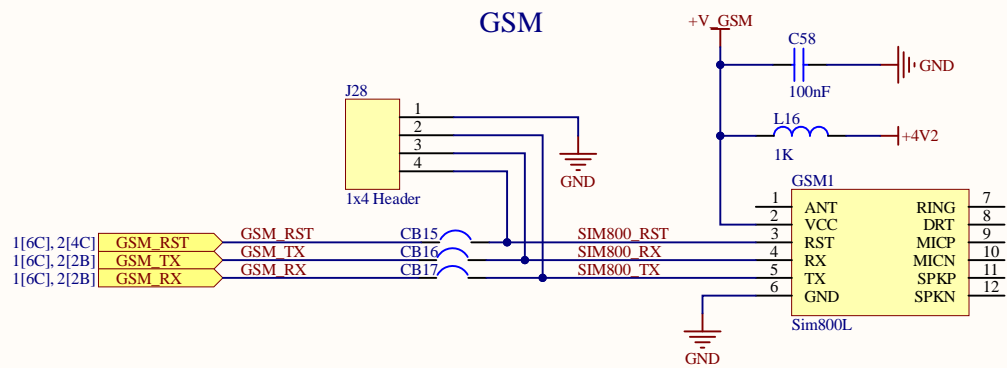 GSM
+V_GSM
C58
100nF
GND
L16
1K
+4V2
J28
1
2
3
4
1x4 Header
GND
1[6C], 2[4C] GSM_RST GSM_RST CB15 SIM800_RST
1[6C], 2[2B] GSM_TX GSM_TX CB16 SIM800_RX
1[6C], 2[2B] GSM_RX GSM_RX CB17 SIM800_TX
GSM1
1 ANT RING 7
2 VCC DRT 8
3 RST MICP 9
4 RX MICN 10
5 TX SPKP 11
6 GND SPKN 12
Sim800L
GND